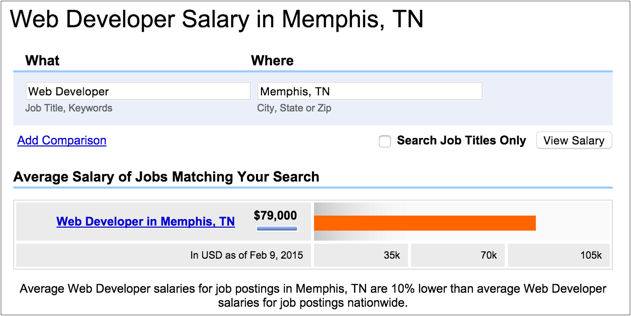 Web Developer Salary in Memphis, TN
What Where
Web Developer Memphis, TN
Job Title, Keywords City, State or Zip
Add Comparison Search Job Titles Only View Salary
Average Salary of Jobs Matching Your Search
Web Developer in Memphis, TN $79,000
In USD as of Feb 9, 2015 35k 70k 105k
Average Web Developer salaries for job postings in Memphis, TN are 10% lower than average Web Developer
salaries for job postings nationwide.